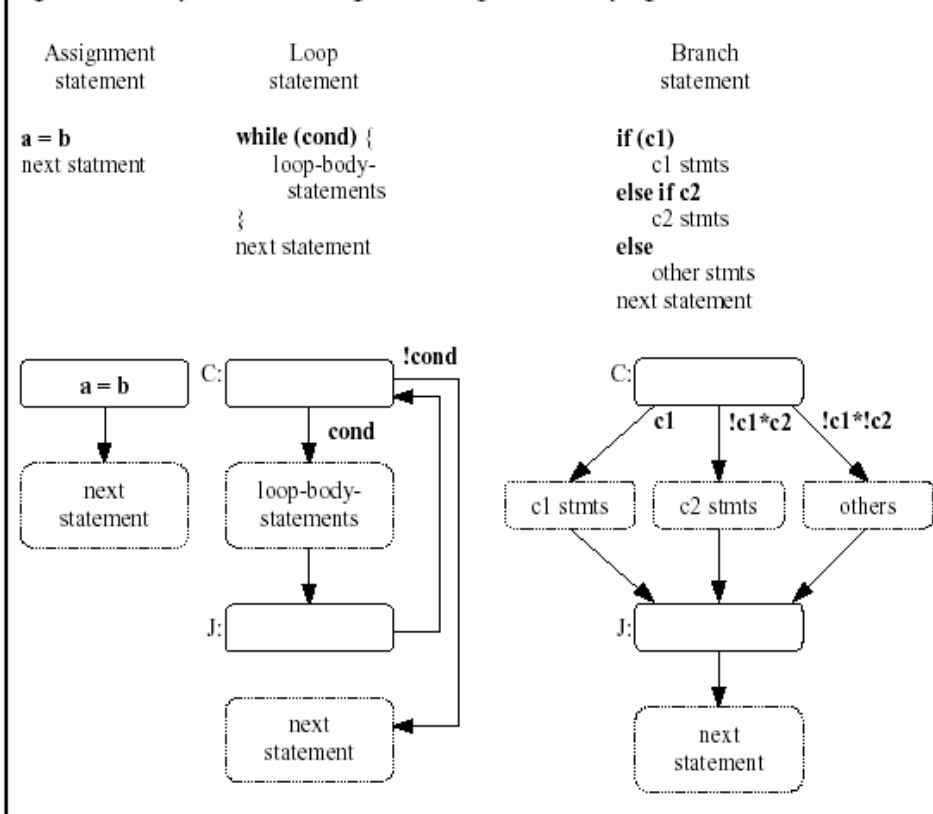 Assignment
statement
a = b
next statment
Loop
statement
while (cond) {
loop-body-
statements
}
next statement
Branch
statement
if (c1)
c1 stmts
else if c2
c2 stmts
else
other stmts
next statement
a = b
next
statement
C:
!cond
cond
loop-body-
statements
J:
next
statement
C:
c1
!c1*c2
!c1*!c2
c1 stmts
c2 stmts
others
J:
next
statement